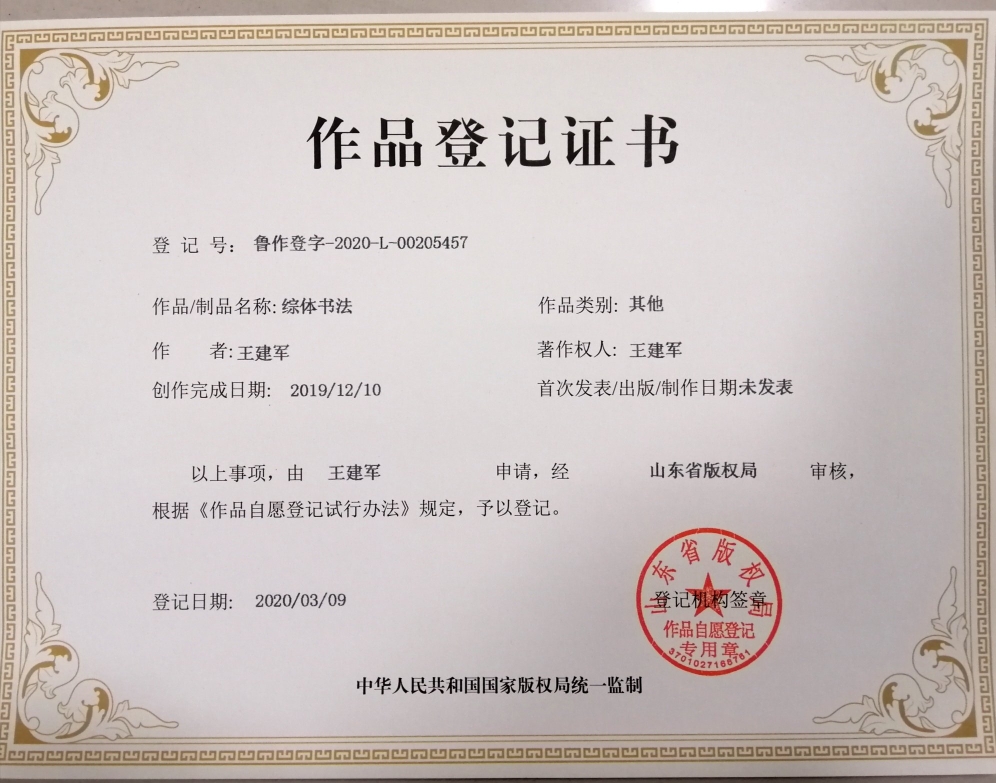 作品登记证书
登 记 号： 鲁作登字-2020-L-00205457
作品/制品名称: 综体书法 作品类别: 其他
作 者: 王建军 著作权人: 王建军
创作完成日期: 2019/12/10 首次发表/出版/制作日期:未发表
以上事项，由 王建军 申请，经 山东省版权局 审核，
根据《作品自愿登记试行办法》规定，予以登记。
登记日期: 2020/03/09 登记机构签章
山东省版权局
作品自愿登记
专用章
中华人民共和国国家版权局统一监制